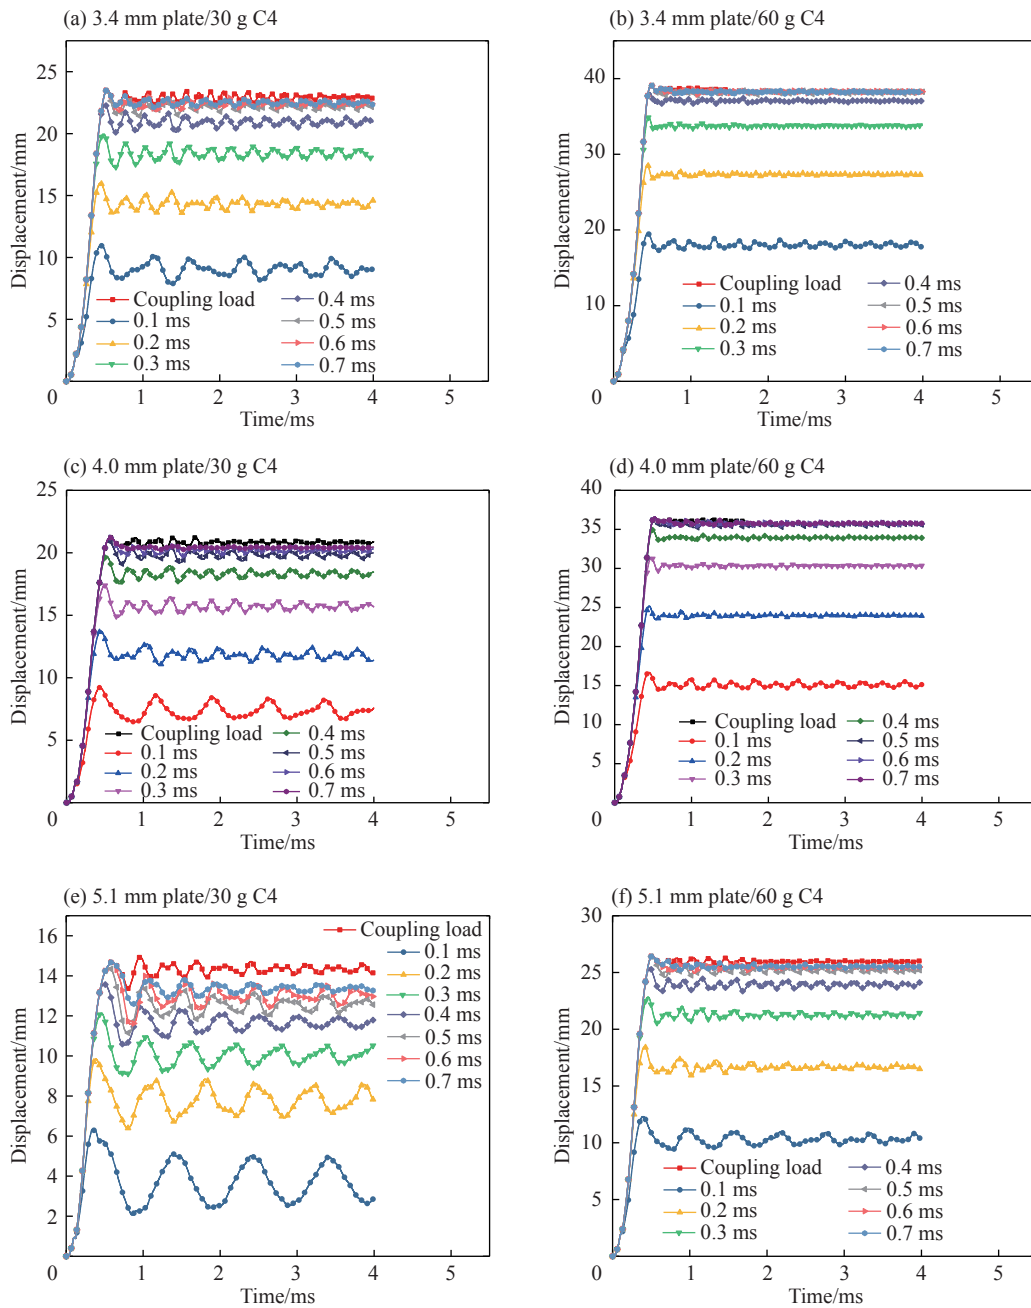 (a) 3.4 mm plate/30 g C4
25
20
15
10
5
0
1
2
3
4
5
Displacement/mm
Time/ms
Coupling load
0.1 ms
0.2 ms
0.3 ms
0.4 ms
0.5 ms
0.6 ms
0.7 ms
(b) 3.4 mm plate/60 g C4
40
30
20
10
0
1
2
3
4
5
Displacement/mm
Time/ms
Coupling load
0.1 ms
0.2 ms
0.3 ms
0.4 ms
0.5 ms
0.6 ms
0.7 ms
(c) 4.0 mm plate/30 g C4
25
20
15
10
5
0
1
2
3
4
5
Displacement/mm
Time/ms
Coupling load
0.1 ms
0.2 ms
0.3 ms
0.4 ms
0.5 ms
0.6 ms
0.7 ms
(d) 4.0 mm plate/60 g C4
40
35
30
25
20
15
10
5
0
1
2
3
4
5
Displacement/mm
Time/ms
Coupling load
0.1 ms
0.2 ms
0.3 ms
0.4 ms
0.5 ms
0.6 ms
0.7 ms
(e) 5.1 mm plate/30 g C4
16
14
12
10
8
6
4
2
0
1
2
3
4
5
Displacement/mm
Time/ms
Coupling load
0.1 ms
0.2 ms
0.3 ms
0.4 ms
0.5 ms
0.6 ms
0.7 ms
(f) 5.1 mm plate/60 g C4
30
25
20
15
10
5
0
1
2
3
4
5
Displacement/mm
Time/ms
Coupling load
0.1 ms
0.2 ms
0.3 ms
0.4 ms
0.5 ms
0.6 ms
0.7 ms